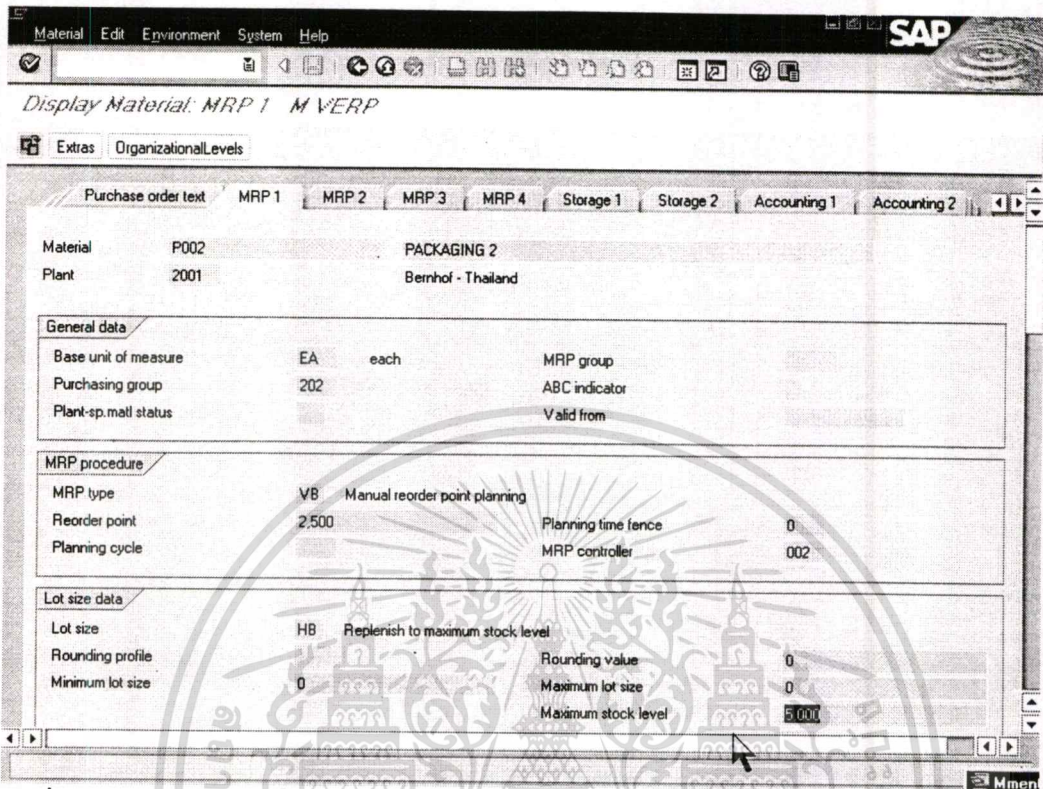 Material Edit Environment System Help
SAP
Display Material: MRP 1 M VERP
Extras OrganizationalLevels
Purchase order text MRP 1 MRP 2 MRP 3 MRP 4 Storage 1 Storage 2 Accounting 1 Accounting 2
Material P002 PACKAGING 2
Plant 2001 Bernhof - Thailand
General data
Base unit of measure EA each MRP group
Purchasing group 202 ABC indicator
Plant-sp.matl status Valid from
MRP procedure
MRP type VB Manual reorder point planning
Reorder point 2,500 Planning time fence 0
Planning cycle MRP controller 002
Lot size data
Lot size HB Replenish to maximum stock level
Rounding profile Rounding value 0
Minimum lot size 0 Maximum lot size 0
Maximum stock level 5,000